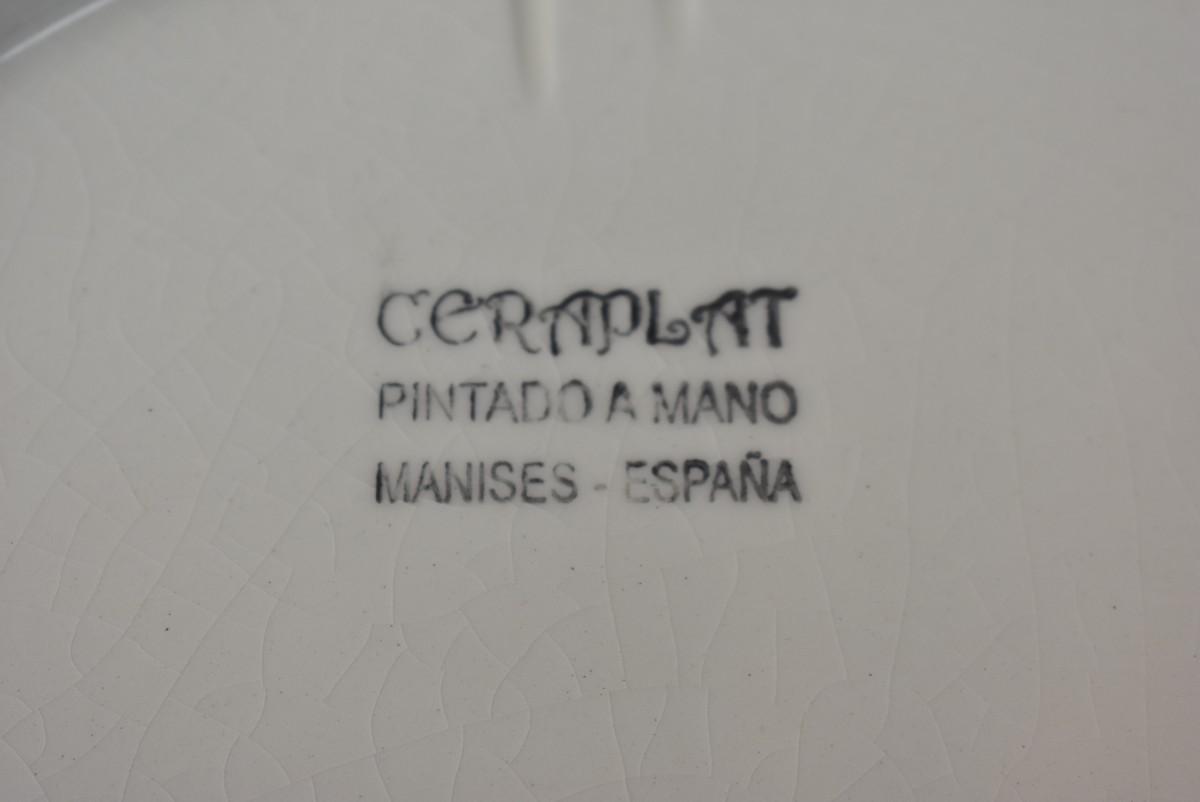 CERAPLAT
PINTADO A MANO
MANISES - ESPAÑA